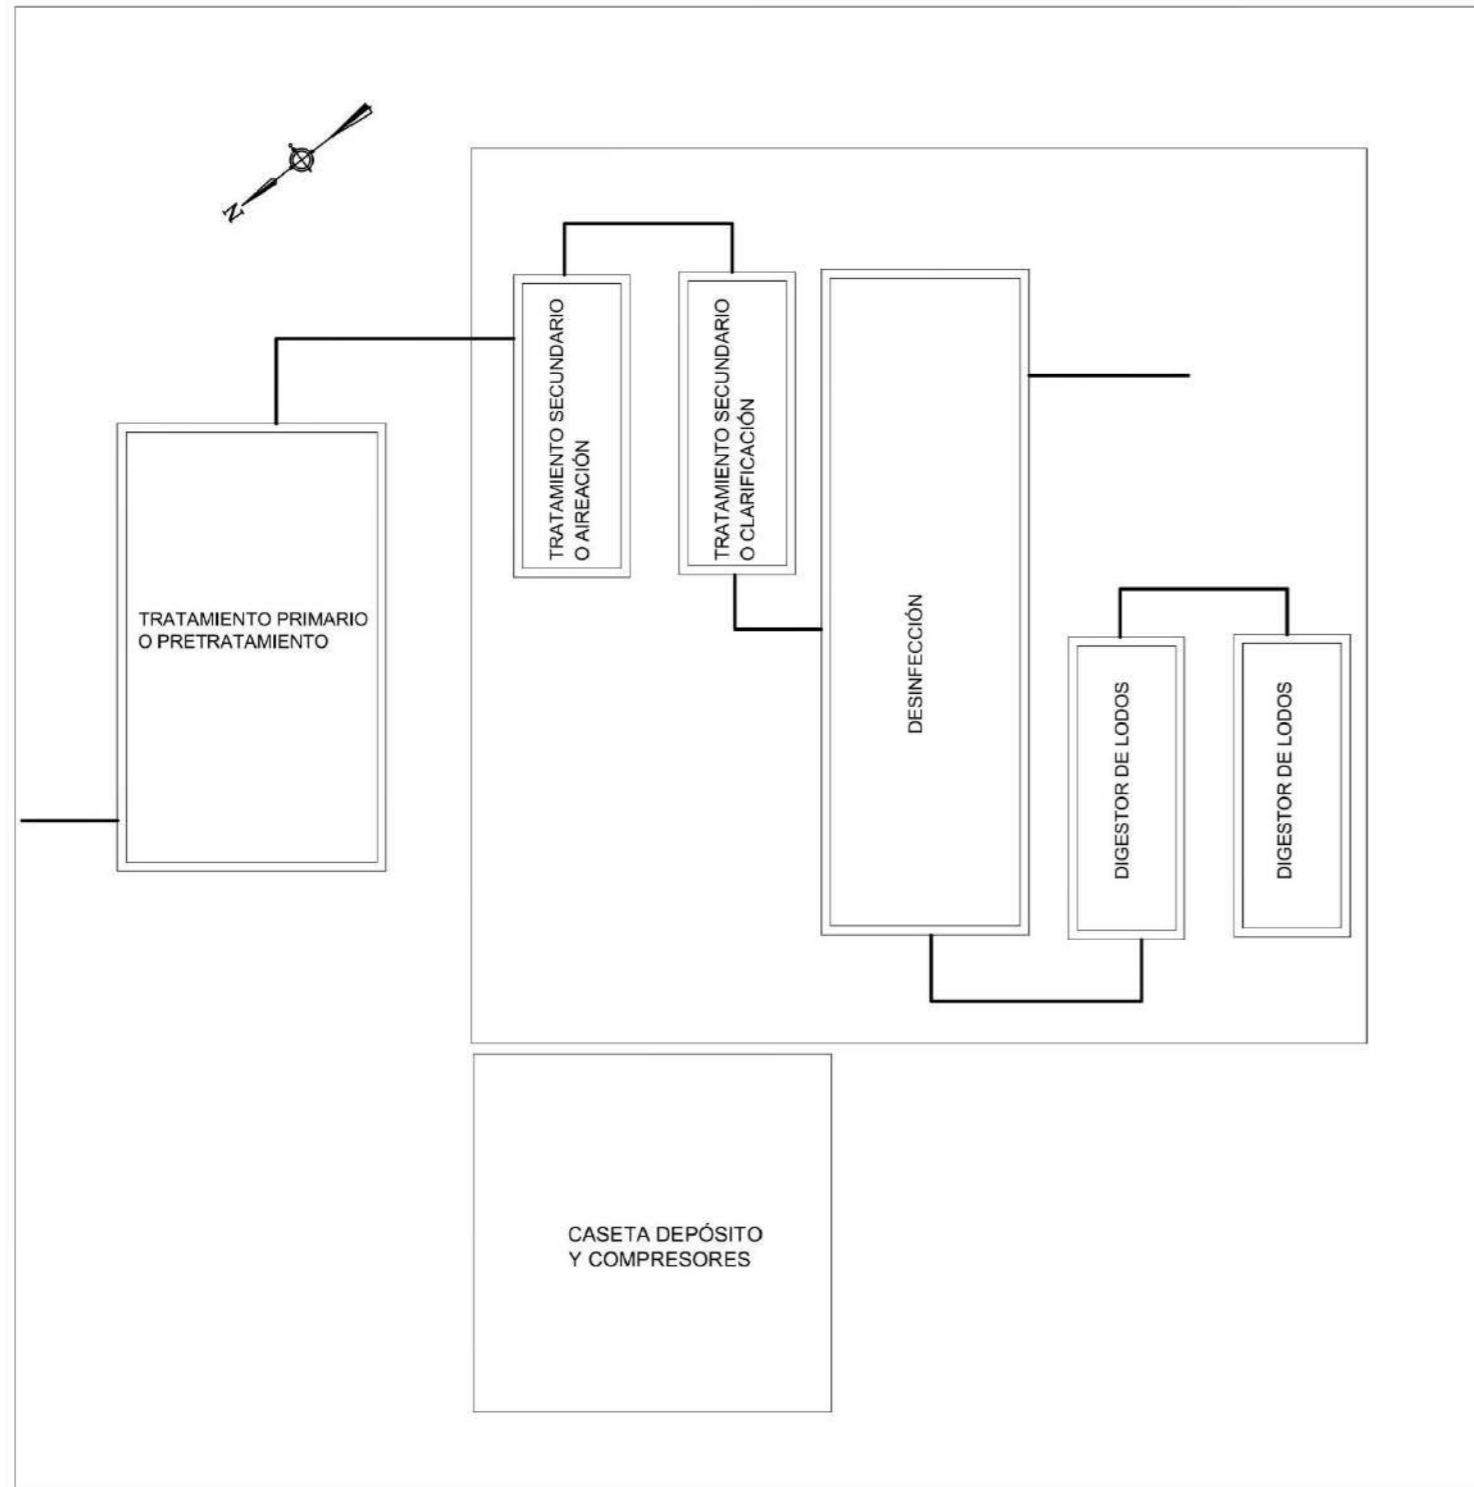 N
TRATAMIENTO PRIMARIO
O PRETRATAMIENTO
TRATAMIENTO SECUNDARIO
O AIREACIÓN
TRATAMIENTO SECUNDARIO
O CLARIFICACIÓN
DESINFECCIÓN
DIGESTOR DE LODOS
DIGESTOR DE LODOS
CASETA DEPÓSITO
Y COMPRESORES